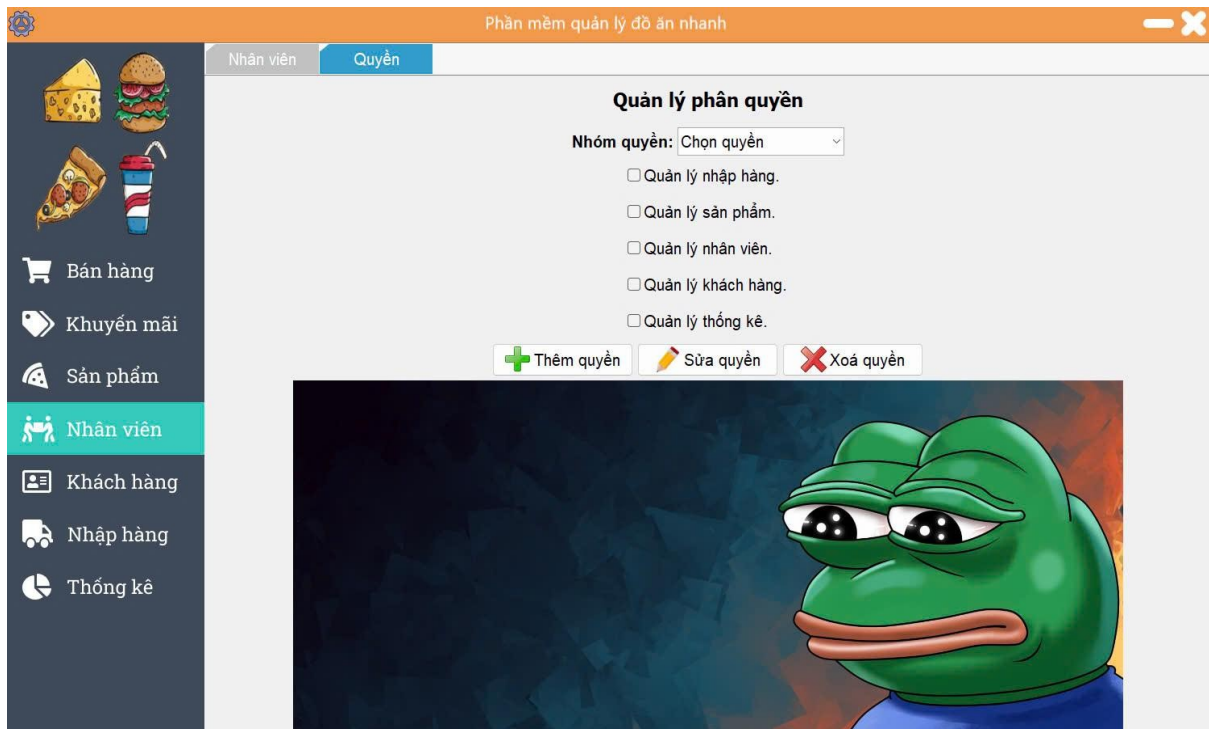 Phần mềm quản lý đồ ăn nhanh
Nhân viên
Quyền
Quản lý phân quyền
Nhóm quyền: Chọn quyền
Quản lý nhập hàng.
Quản lý sản phẩm.
Quản lý nhân viên.
Quản lý khách hàng.
Quản lý thống kê.
Thêm quyền
Sửa quyền
Xoá quyền
Bán hàng
Khuyến mãi
Sản phẩm
Nhân viên
Khách hàng
Nhập hàng
Thống kê